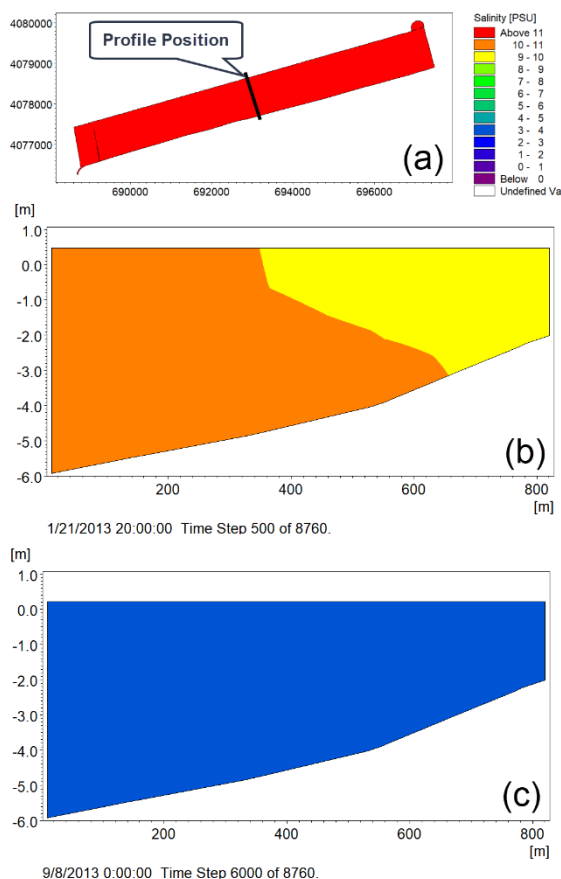 4080000
4079000
4078000
4077000
Profile Position
(a)
690000 692000 694000 696000
Salinity [PSU]
Above 11
10 - 11
9 - 10
8 - 9
7 - 8
6 - 7
5 - 6
4 - 5
3 - 4
2 - 3
1 - 2
0 - 1
Below 0
Undefined Va
[m]
1.0
0.0
-1.0
-2.0
-3.0
-4.0
-5.0
-6.0
(b)
200 400 600 800
[m]
1/21/2013 20:00:00 Time Step 500 of 8760.
[m]
1.0
0.0
-1.0
-2.0
-3.0
-4.0
-5.0
-6.0
(c)
200 400 600 800
[m]
9/8/2013 0:00:00 Time Step 6000 of 8760.